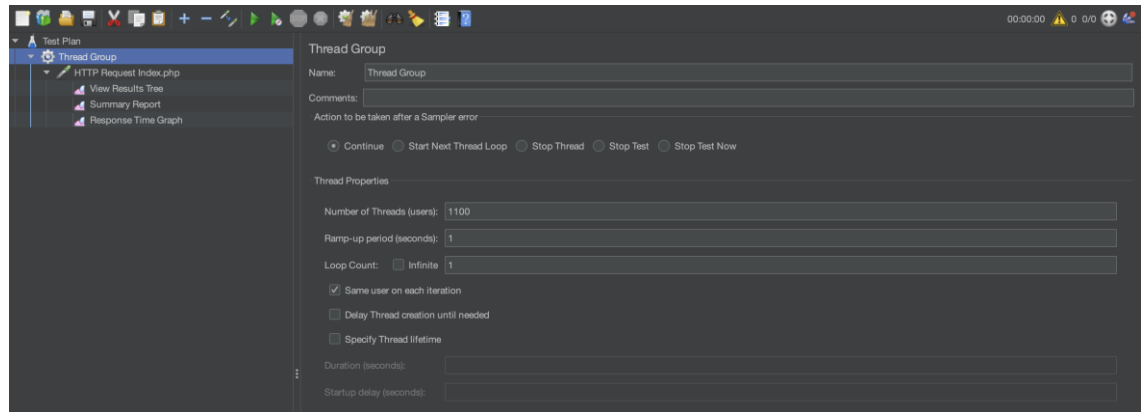 00:00:00 0 0/0
Test Plan
Thread Group
HTTP Request Index.php
View Results Tree
Summary Report
Response Time Graph
Thread Group
Name: Thread Group
Comments:
Action to be taken after a Sampler error
Continue Start Next Thread Loop Stop Thread Stop Test Stop Test Now
Thread Properties
Number of Threads (users): 1100
Ramp-up period (seconds): 1
Loop Count: Infinite 1
Same user on each iteration
Delay Thread creation until needed
Specify Thread lifetime
Duration (seconds):
Startup delay (seconds):